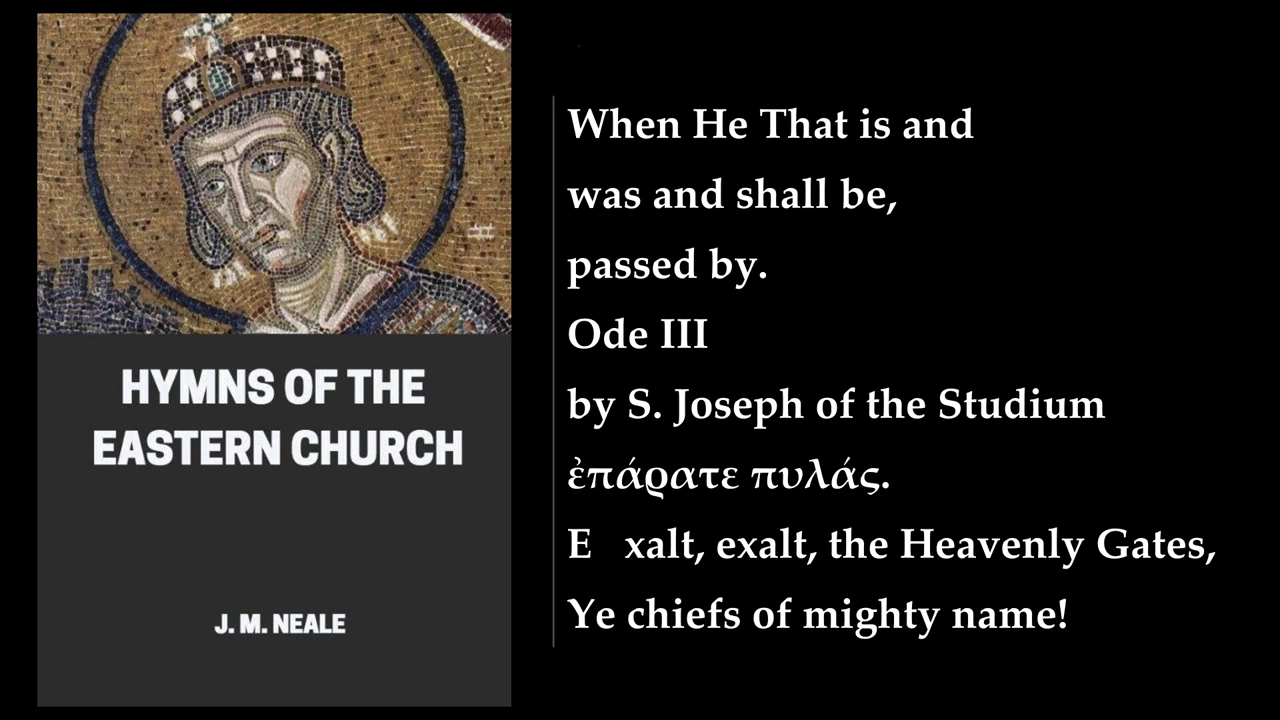 HYMNS OF THE
EASTERN CHURCH
J. M. NEALE
When He That is and
was and shall be,
passed by.
Ode III
by S. Joseph of the Studium
ἐπάρατε πυλάς.
E xalt, exalt, the Heavenly Gates,
Ye chiefs of mighty name!